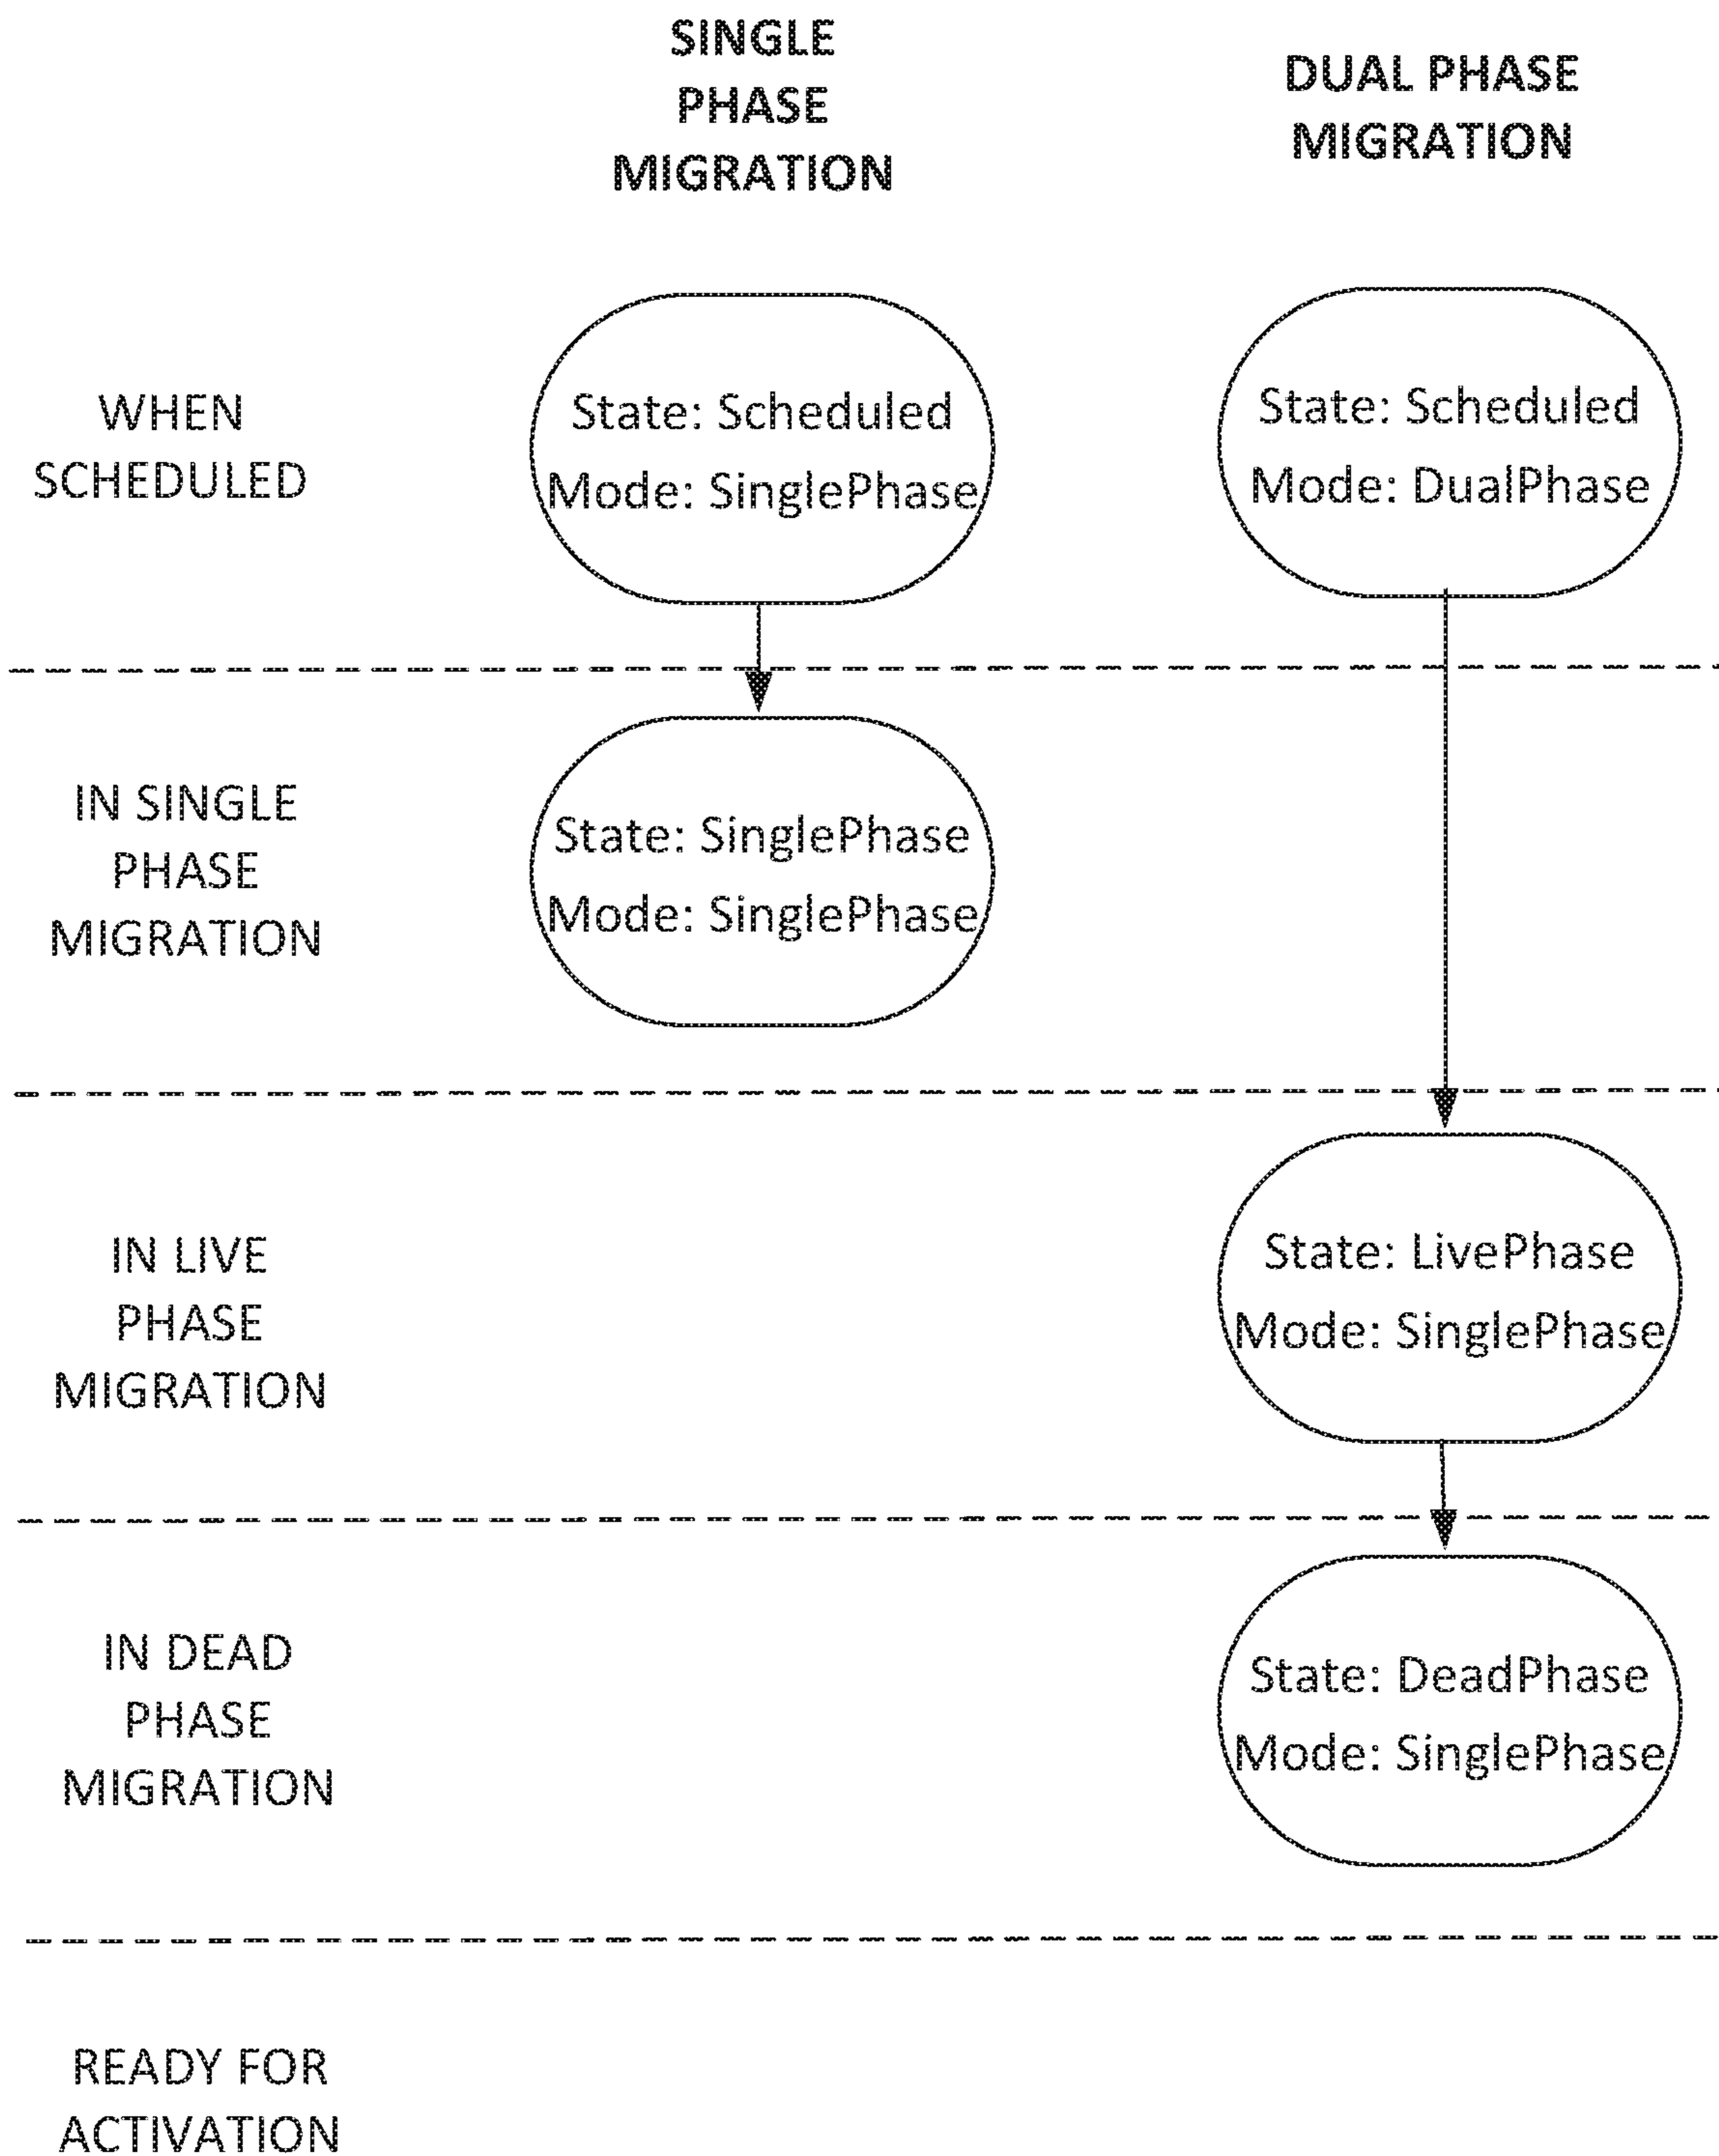 SINGLE
PHASE
MIGRATION
DUAL PHASE
MIGRATION
WHEN
SCHEDULED
State: Scheduled
Mode: SinglePhase
State: Scheduled
Mode: DualPhase
IN SINGLE
PHASE
MIGRATION
State: SinglePhase
Mode: SinglePhase
IN LIVE
PHASE
MIGRATION
State: LivePhase
Mode: SinglePhase
IN DEAD
PHASE
MIGRATION
State: DeadPhase
Mode: SinglePhase
READY FOR
ACTIVATION